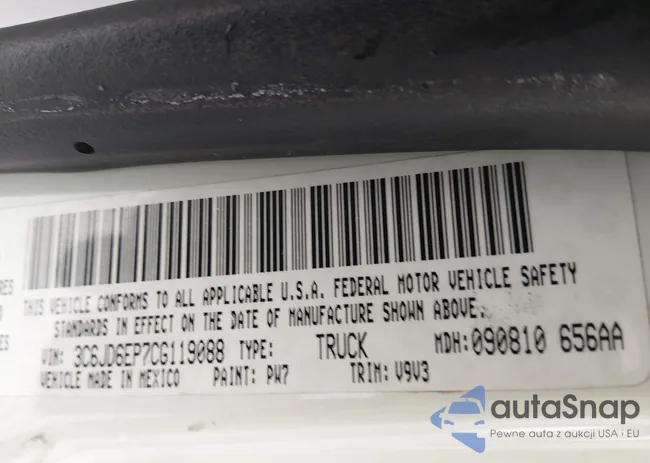 RES
THIS VEHICLE CONFORMS TO ALL APPLICABLE U.S.A. FEDERAL MOTOR VEHICLE SAFETY
STANDARDS IN EFFECT ON THE DATE OF MANUFACTURE SHOWN ABOVE.
VIN: 3C6JD6EP7CG119088 TYPE: TRUCK MDH: 090810 656AA
VEHICLE MADE IN MEXICO PAINT: PW7 TRIM: V9V3
autaSnap
Pewne auta z aukcji USA i EU